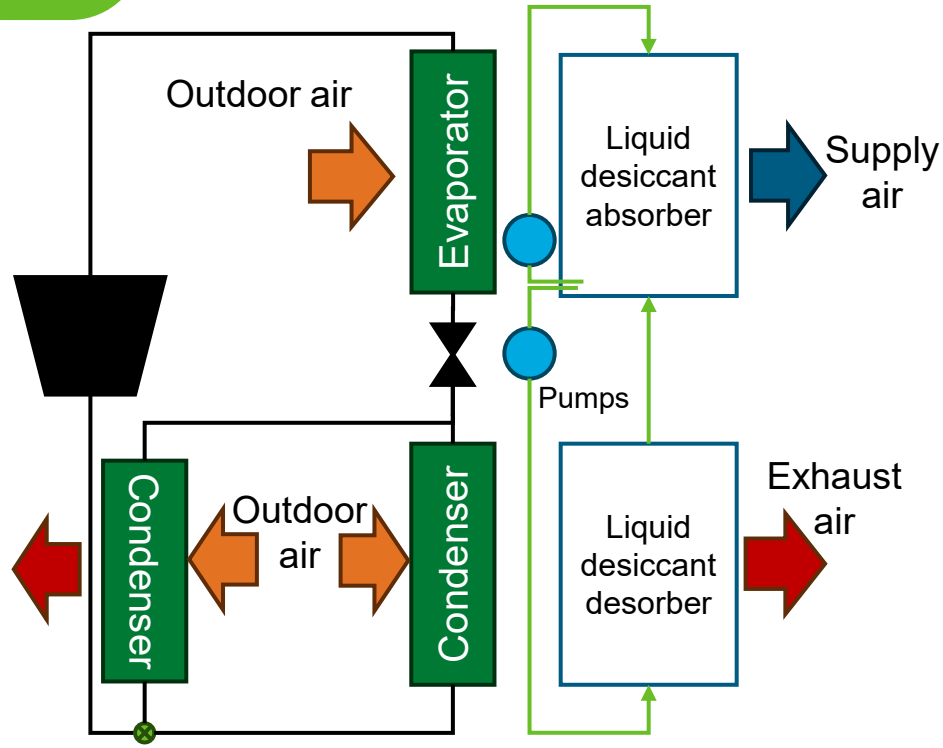 Outdoor air
Evaporator
Liquid
desiccant
absorber
Supply
air
Pumps
Condenser
Outdoor
air
Condenser
Liquid
desiccant
desorber
Exhaust
air